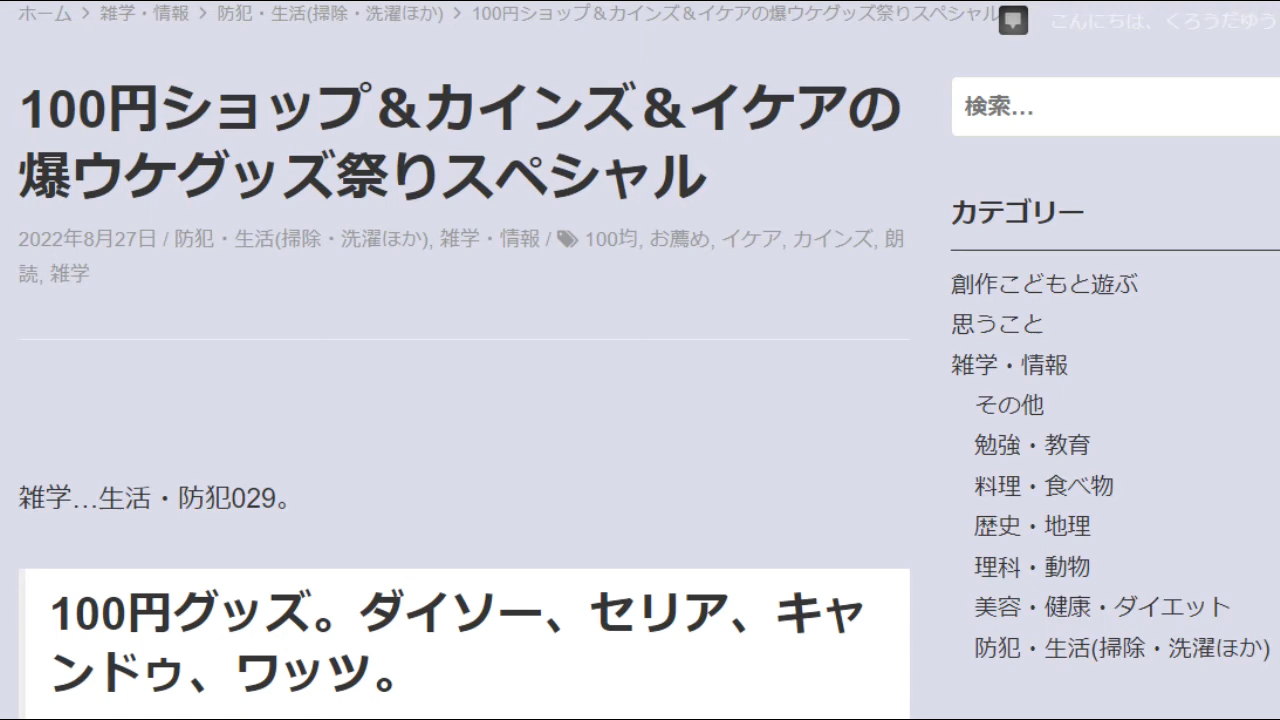 ホーム > 雑学・情報 > 防犯・生活(掃除・洗濯ほか) > 100円ショップ＆カインズ＆イケアの爆ウケグッズ祭りスペシャル
こんにちは、くろうだゆう
100円ショップ＆カインズ＆イケアの
爆ウケグッズ祭りスペシャル
2022年8月27日 / 防犯・生活(掃除・洗濯ほか), 雑学・情報 / 100均, お薦め, イケア, カインズ, 朗
読, 雑学
雑学…生活・防犯029。
100円グッズ。ダイソー、セリア、キャ
ンドゥ、ワッツ。
検索…
カテゴリー
創作こどもと遊ぶ
思うこと
雑学・情報
その他
勉強・教育
料理・食べ物
歴史・地理
理科・動物
美容・健康・ダイエット
防犯・生活(掃除・洗濯ほか)